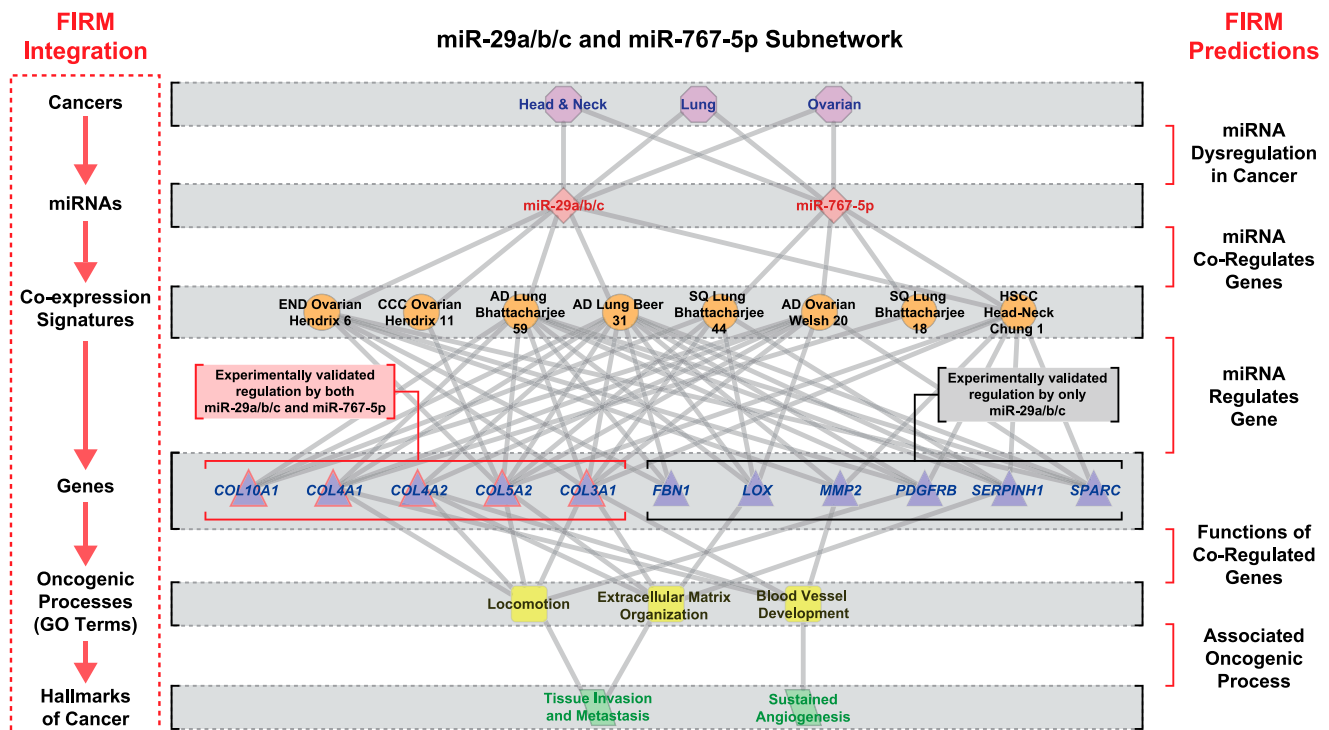 FIRM
Integration
miR-29a/b/c and miR-767-5p Subnetwork
FIRM
Predictions
Cancers
Head & Neck
Lung
Ovarian
miRNA
Dysregulation
in Cancer
miRNAs
miR-29a/b/c
miR-767-5p
miRNA
Co-Regulates
Genes
Co-expression
Signatures
END Ovarian
Hendrix 6
CCC Ovarian
Hendrix 11
AD Lung
Bhattacharjee
59
AD Lung Beer
31
SQ Lung
Bhattacharjee
44
AD Ovarian
Welsh 20
SQ Lung
Bhattacharjee
18
HSCC
Head-Neck
Chung 1
Experimentally validated
regulation by both
miR-29a/b/c and miR-767-5p
Experimentally validated
regulation by only
miR-29a/b/c
miRNA
Regulates
Gene
Genes
COL10A1
COL4A1
COL4A2
COL5A2
COL3A1
FBN1
LOX
MMP2
PDGFRB
SERPINH1
SPARC
Functions of
Co-Regulated
Genes
Oncogenic
Processes
(GO Terms)
Locomotion
Extracellular Matrix
Organization
Blood Vessel
Development
Associated
Oncogenic
Process
Hallmarks
of Cancer
Tissue Invasion
and Metastasis
Sustained
Angiogenesis